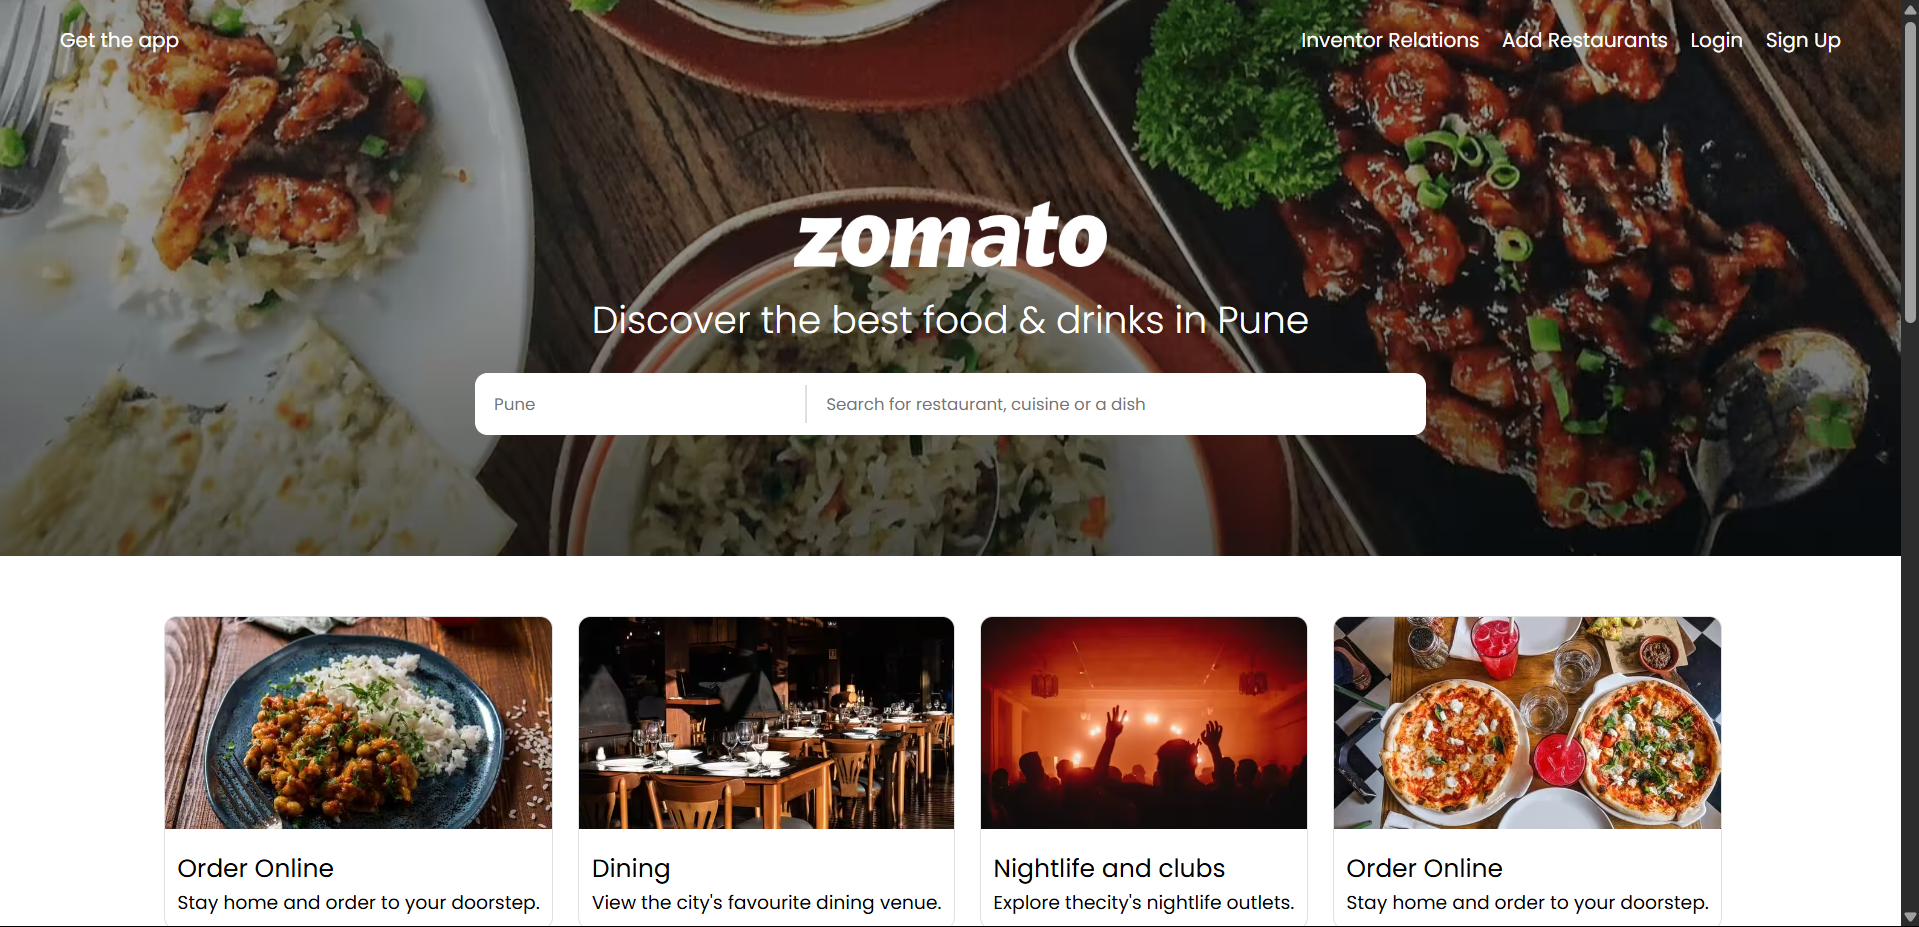 Get the app
Inventor Relations
Add Restaurants
Login
Sign Up
zomato
Discover the best food & drinks in Pune
Pune
Search for restaurant, cuisine or a dish
Order Online
Stay home and order to your doorstep.
Dining
View the city's favourite dining venue.
Nightlife and clubs
Explore thecity's nightlife outlets.
Order Online
Stay home and order to your doorstep.